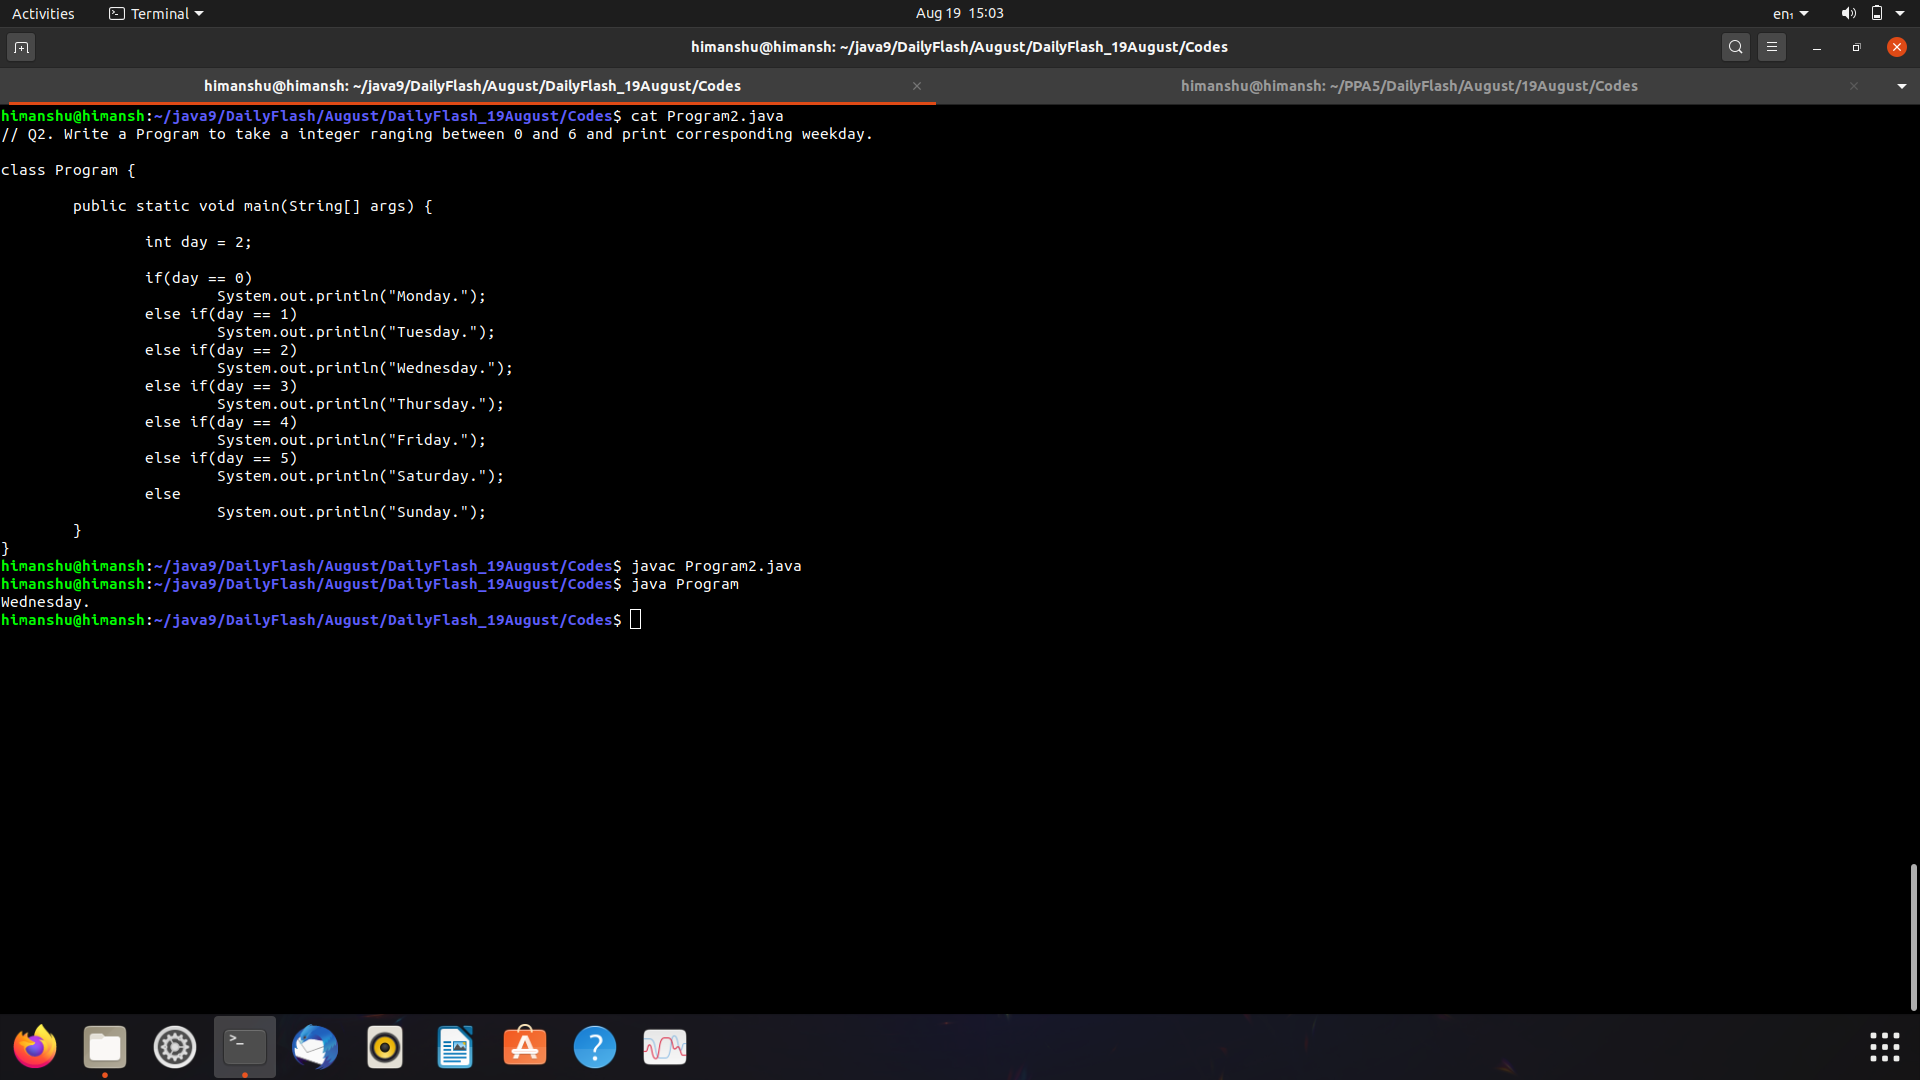 Activities Terminal Aug 19 15:03 en₁
himanshu@himansh: ~/java9/DailyFlash/August/DailyFlash_19August/Codes
himanshu@himansh: ~/java9/DailyFlash/August/DailyFlash_19August/Codes himanshu@himansh: ~/PPA5/DailyFlash/August/19August/Codes
himanshu@himansh:~/java9/DailyFlash/August/DailyFlash_19August/Codes$ cat Program2.java
// Q2. Write a Program to take a integer ranging between 0 and 6 and print corresponding weekday.
class Program {
public static void main(String[] args) {
int day = 2;
if(day == 0)
System.out.println("Monday.");
else if(day == 1)
System.out.println("Tuesday.");
else if(day == 2)
System.out.println("Wednesday.");
else if(day == 3)
System.out.println("Thursday.");
else if(day == 4)
System.out.println("Friday.");
else if(day == 5)
System.out.println("Saturday.");
else
System.out.println("Sunday.");
}
}
himanshu@himansh:~/java9/DailyFlash/August/DailyFlash_19August/Codes$ javac Program2.java
himanshu@himansh:~/java9/DailyFlash/August/DailyFlash_19August/Codes$ java Program
Wednesday.
himanshu@himansh:~/java9/DailyFlash/August/DailyFlash_19August/Codes$